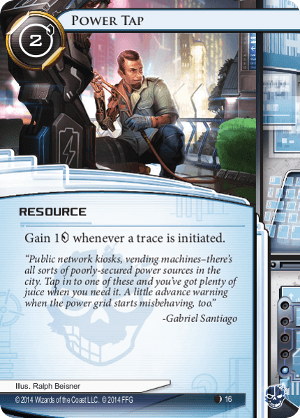 POWER TAP
2
RESOURCE
Gain 1 whenever a trace is initiated.
“Public network kiosks, vending machines–there’s
all sorts of poorly-secured power sources in the
city. Tap in to one of these and you’ve got plenty of
juice when you need it. A little advance warning
when the power grid starts misbehaving, too.”
-Gabriel Santiago
Illus. Ralph Beisner
© 2014 Wizards of the Coast LLC. © 2014 FFG
16